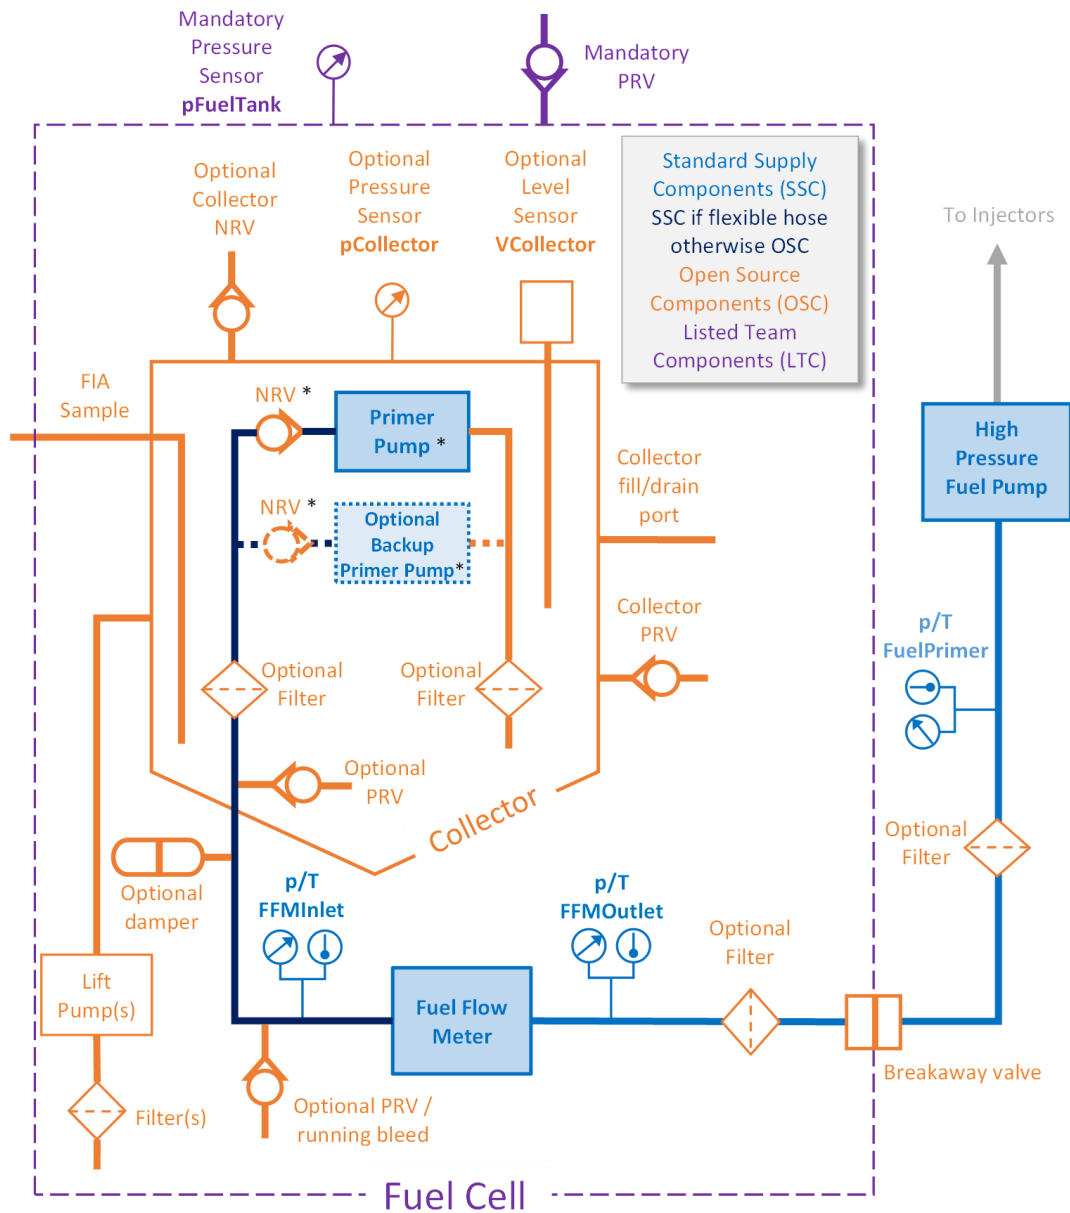 Mandatory
Pressure
Sensor
pFuelTank
Mandatory
PRV
Optional
Collector
NRV
Optional
Pressure
Sensor
pCollector
Optional
Level
Sensor
VCollector
Standard Supply
Components (SSC)
SSC if flexible hose
otherwise OSC
Open Source
Components (OSC)
Listed Team
Components (LTC)
To Injectors
FIA
Sample
NRV *
Primer
Pump *
NRV *
Optional
Backup
Primer Pump*
Collector
fill/drain
port
High
Pressure
Fuel Pump
Collector
PRV
p/T
FuelPrimer
Optional
Filter
Optional
Filter
Optional
PRV
Collector
Optional
Filter
Optional
damper
p/T
FFMInlet
p/T
FFMOutlet
Optional
Filter
Lift
Pump(s)
Fuel Flow
Meter
Breakaway valve
Filter(s)
Optional PRV /
running bleed
Fuel Cell